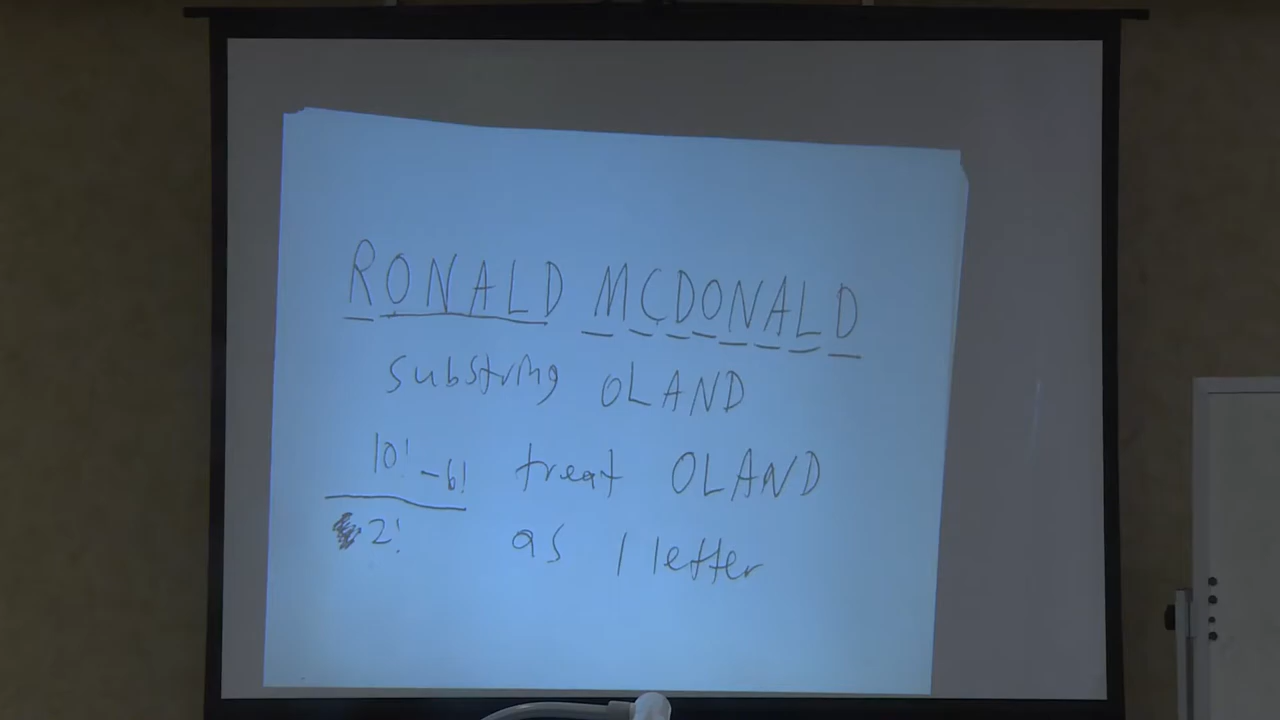 RONALD MCDONALD
substring OLAND
10! - 6! treat OLAND
2! as 1 letter